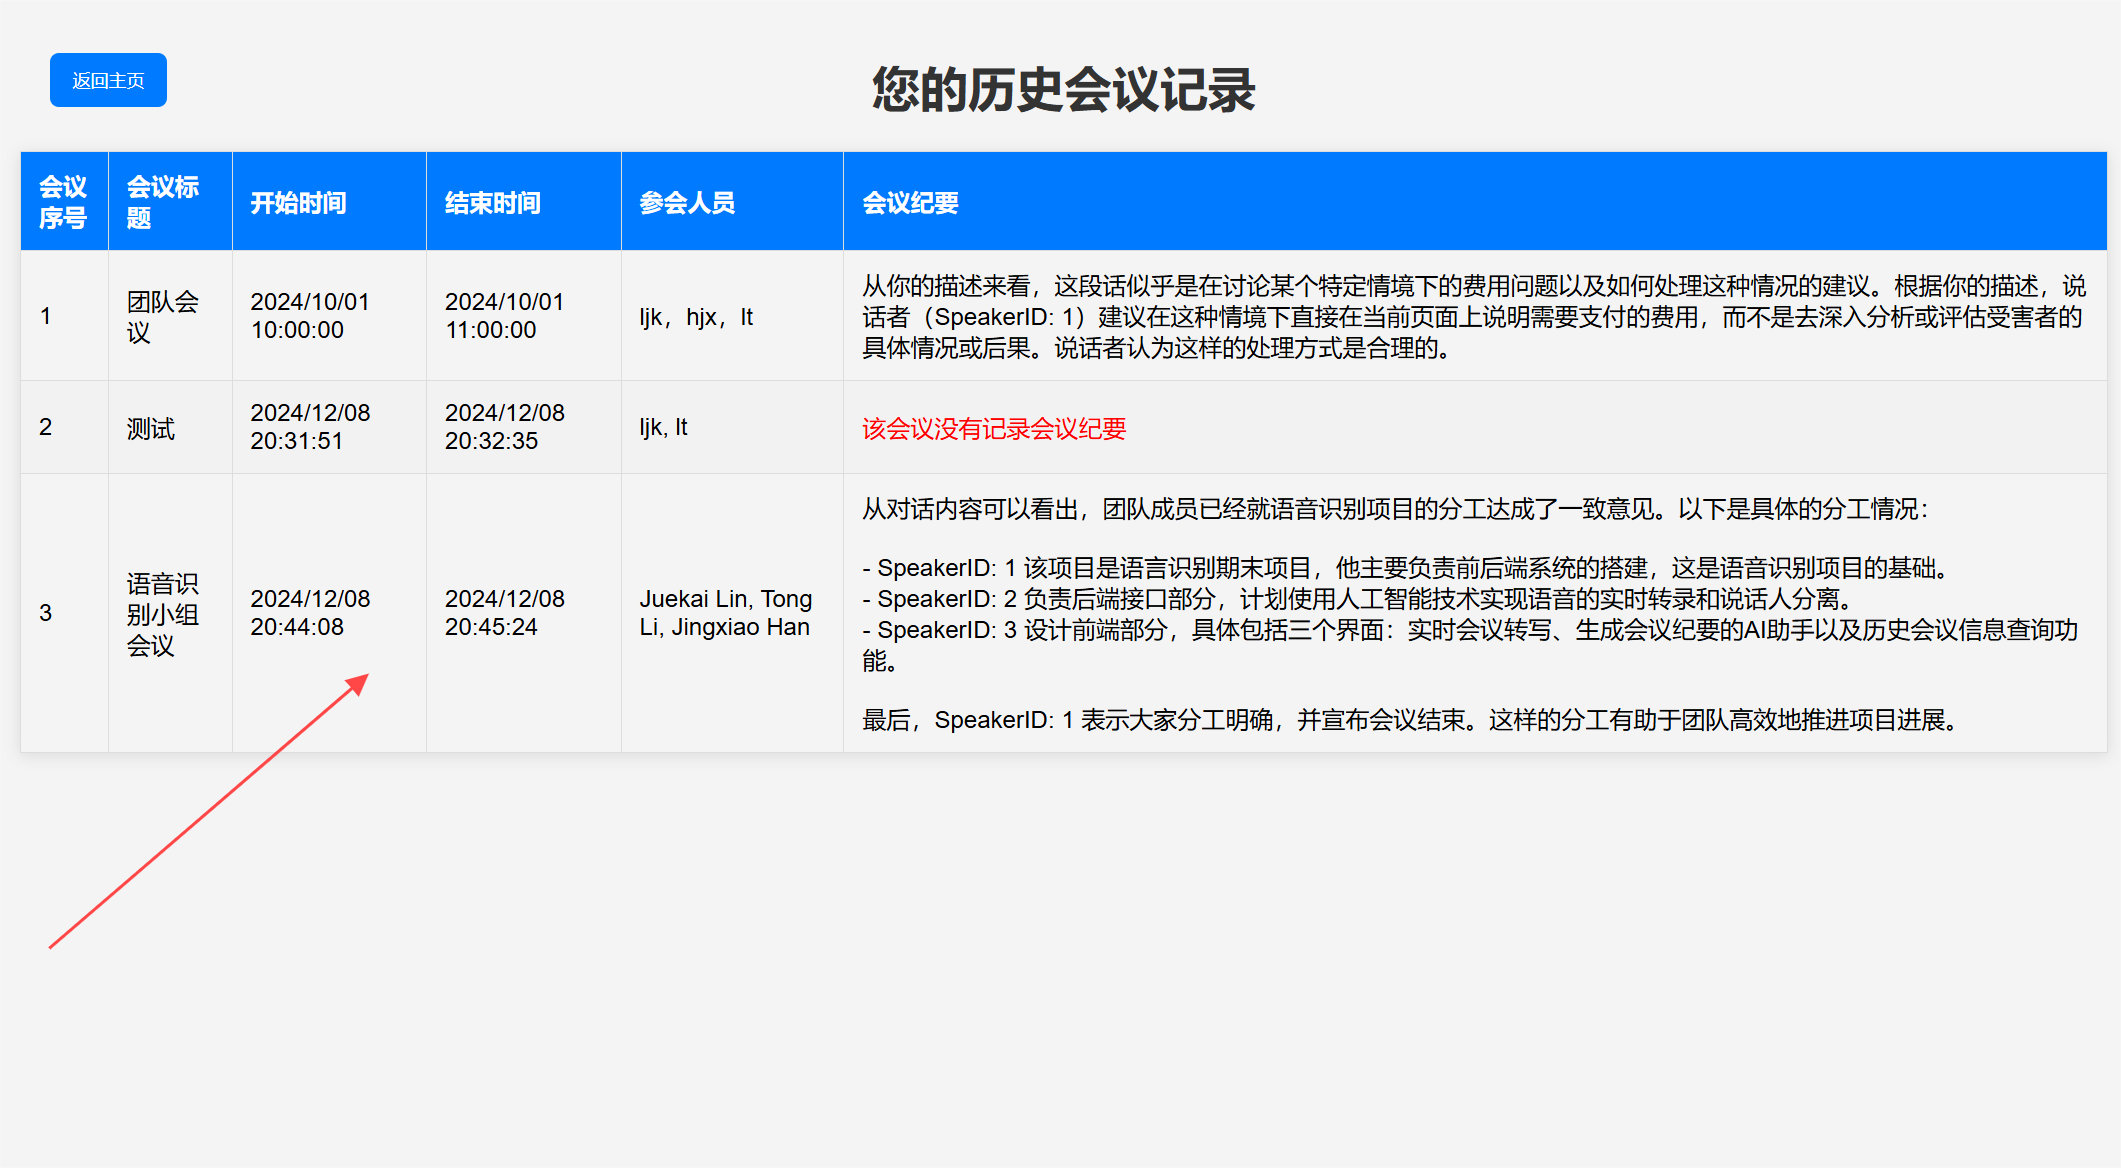 返回主页
您的历史会议记录
会议
序号
会议标
题
开始时间
结束时间
参会人员
会议纪要
1
团队会
议
2024/10/01
10:00:00
2024/10/01
11:00:00
ljk，hjx，lt
从你的描述来看，这段话似乎是在讨论某个特定情境下的费用问题以及如何处理这种情况的建议。根据你的描述，说
话者（SpeakerID: 1）建议在这种情境下直接在当前页面上说明需要支付的费用，而不是去深入分析或评估受害者的
具体情况或后果。说话者认为这样的处理方式是合理的。
2
测试
2024/12/08
20:31:51
2024/12/08
20:32:35
ljk, lt
该会议没有记录会议纪要
3
语音识
别小组
会议
2024/12/08
20:44:08
2024/12/08
20:45:24
Juekai Lin, Tong
Li, Jingxiao Han
从对话内容可以看出，团队成员已经就语音识别项目的分工达成了一致意见。以下是具体的分工情况：
- SpeakerID: 1 该项目是语言识别期末项目，他主要负责前后端系统的搭建，这是语音识别项目的基础。
- SpeakerID: 2 负责后端接口部分，计划使用人工智能技术实现语音的实时转录和说话人分离。
- SpeakerID: 3 设计前端部分，具体包括三个界面：实时会议转写、生成会议纪要的AI助手以及历史会议信息查询功
能。
最后，SpeakerID: 1 表示大家分工明确，并宣布会议结束。这样的分工有助于团队高效地推进项目进展。